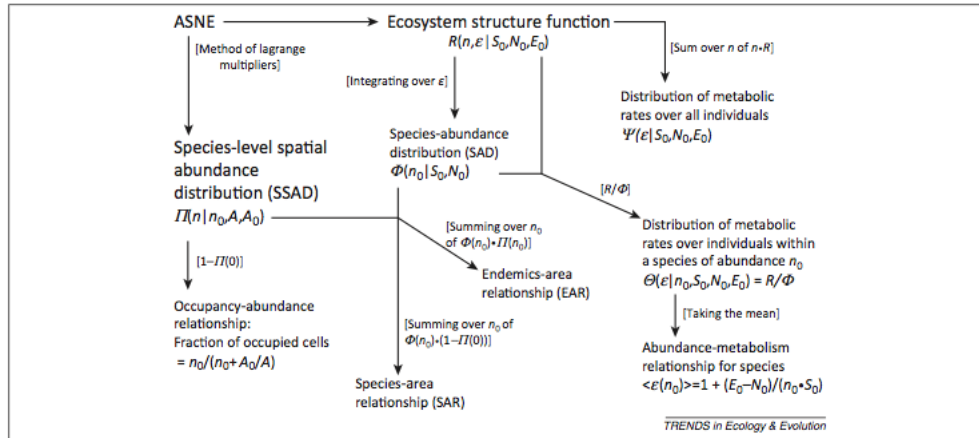 ASNE
Ecosystem structure function
R(n,ε|S₀,N₀,E₀)
[Method of lagrange
multipliers]
[Sum over n of n•R]
[Integrating over ε]
Distribution of metabolic
rates over all individuals
Ψ(ε|S₀,N₀,E₀)
Species-level spatial
abundance
distribution (SSAD)
Π(n|n₀,A,A₀)
Species-abundance
distribution (SAD)
Φ(n₀|S₀,N₀)
[R/Φ]
[Summing over n₀
of Φ(n₀)•Π(n₀)]
Distribution of metabolic
rates over individuals within
a species of abundance n₀
Θ(ε|n₀,S₀,N₀,E₀) = R/Φ
[1–Π(0)]
Endemics-area
relationship (EAR)
Occupancy-abundance
relationship:
Fraction of occupied cells
= n₀/(n₀+A₀/A)
[Summing over n₀ of
Φ(n₀)•(1–Π(0))]
[Taking the mean]
Abundance-metabolism
relationship for species
<ε(n₀)>=1 + (E₀–N₀)/(n₀•S₀)
Species-area
relationship (SAR)
TRENDS in Ecology & Evolution